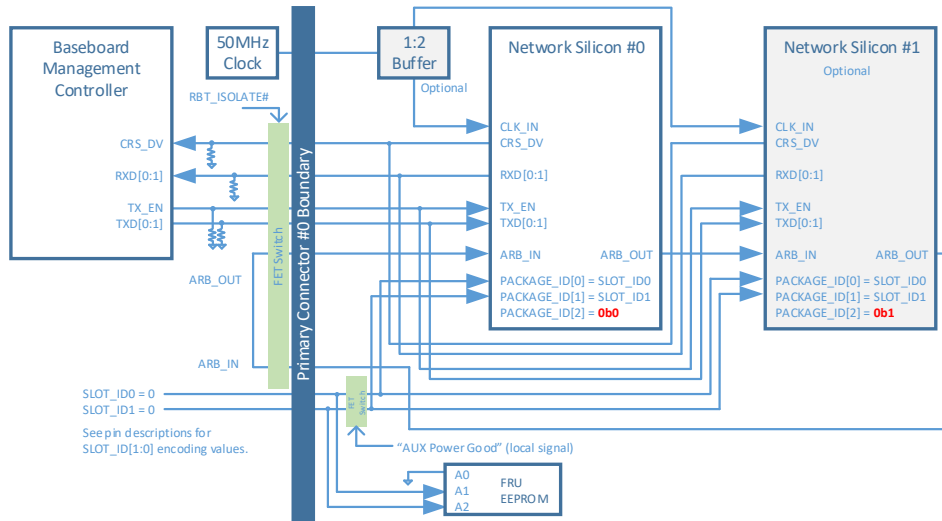 Baseboard
Management
Controller
CRS_DV
RXD[0:1]
TX_EN
TXD[0:1]
50MHz
Clock
RBT_ISOLATE#
FET Switch
Primary Connector #0 Boundary
1:2
Buffer
Optional
Network Silicon #0
CLK_IN
CRS_DV
RXD[0:1]
TX_EN
TXD[0:1]
ARB_IN
ARB_OUT
PACKAGE_ID[0] = SLOT_ID0
PACKAGE_ID[1] = SLOT_ID1
PACKAGE_ID[2] = 0b0
Network Silicon #1
Optional
CLK_IN
CRS_DV
RXD[0:1]
TX_EN
TXD[0:1]
ARB_IN
ARB_OUT
PACKAGE_ID[0] = SLOT_ID0
PACKAGE_ID[1] = SLOT_ID1
PACKAGE_ID[2] = 0b1
ARB_OUT
ARB_IN
SLOT_ID0 = 0
SLOT_ID1 = 0
See pin descriptions for
SLOT_ID[1:0] encoding values.
FET
Switch
"AUX Power Good" (local signal)
A0
A1
A2
FRU
EEPROM